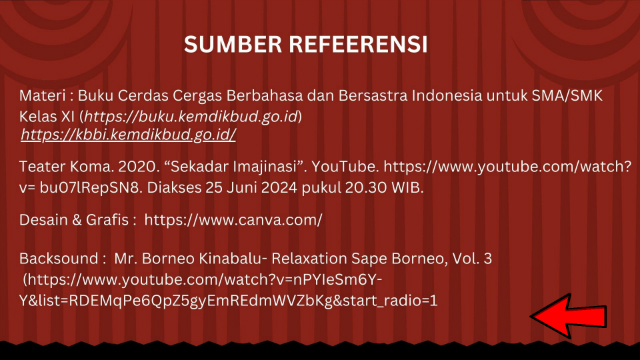 SUMBER REFEERENSI
Materi : Buku Cerdas Cergas Berbahasa dan Bersastra Indonesia untuk SMA/SMK
Kelas XI (https://buku.kemdikbud.go.id)
https://kbbi.kemdikbud.go.id/
Teater Koma. 2020. “Sekadar Imajinasi”. YouTube. https://www.youtube.com/watch?
v= bu07lRepSN8. Diakses 25 Juni 2024 pukul 20.30 WIB.
Desain & Grafis :  https://www.canva.com/
Backsound :  Mr. Borneo Kinabalu- Relaxation Sape Borneo, Vol. 3
(https://www.youtube.com/watch?v=nPYIeSm6Y-
Y&list=RDEMqPe6QpZ5gyEmREdmWVZbKg&start_radio=1